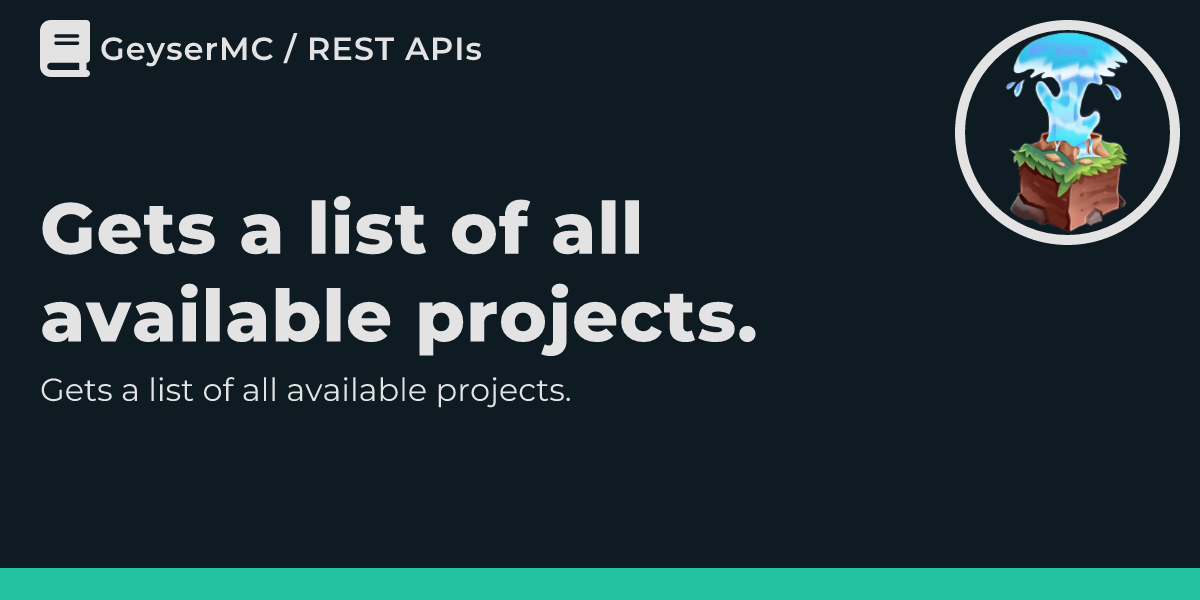 GeyserMC / REST APIs
Gets a list of all
available projects.
Gets a list of all available projects.